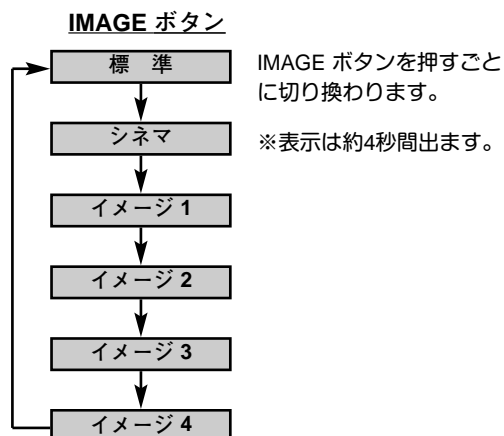 IMAGE ボタン
標　準
IMAGE ボタンを押すごと
に切り換わります。
シネマ
※表示は約4秒間出ます。
イメージ 1
イメージ 2
イメージ 3
イメージ 4